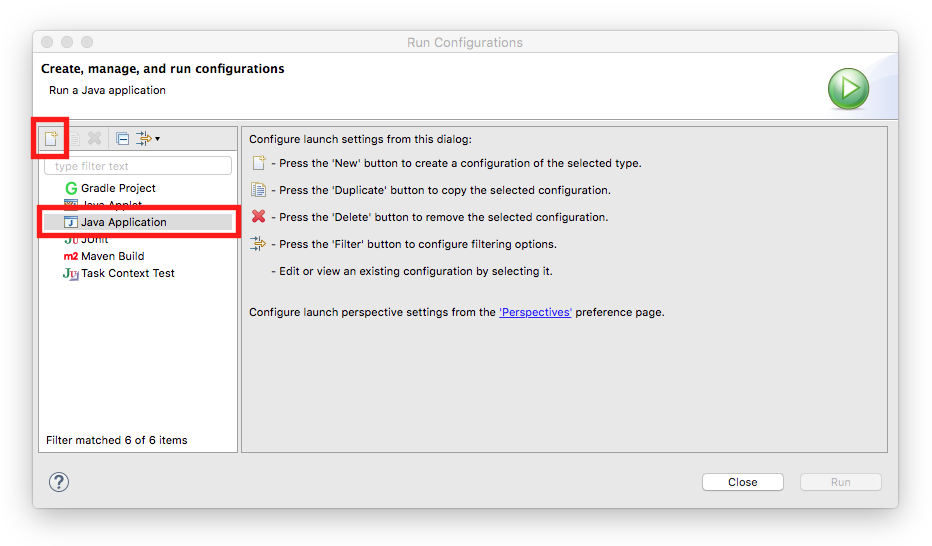 Run Configurations
Create, manage, and run configurations
Run a Java application
type filter text
Gradle Project
Java Applet
Java Application
JUnit
Maven Build
Task Context Test
Filter matched 6 of 6 items
Configure launch settings from this dialog:
- Press the 'New' button to create a configuration of the selected type.
- Press the 'Duplicate' button to copy the selected configuration.
- Press the 'Delete' button to remove the selected configuration.
- Press the 'Filter' button to configure filtering options.
- Edit or view an existing configuration by selecting it.
Configure launch perspective settings from the 'Perspectives' preference page.
Close
Run